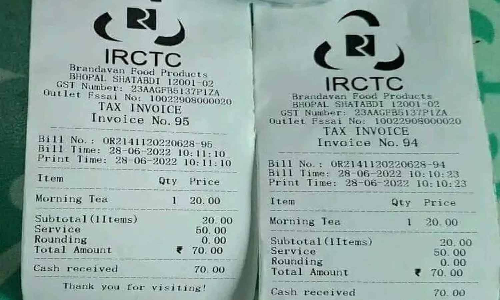 IRCTC
Brandavan Food Products
BHOPAL SHATABDI 12001-02
GST Number: 23AAGFB5137P1ZA
Outlet Fssai No: 10022908000020
TAX INVOICE
Invoice No.95
Bill No.: OR2141120220628-95
Bill Time: 28-06-2022 10:11:10
Print Time: 28-06-2022 10:11:10
Item Qty Price
Morning Tea 1 20.00
Subtotal(1Items) 20.00
Service 50.00
Rounding 0.00
Total Amount ₹ 70.00
Cash received 70.00
Thank you for visiting!
IRCTC
Brandavan Food Products
BHOPAL SHATABDI 12001-02
GST Number: 23AAGFB5137P1ZA
Outlet Fssai No: 10022908000020
TAX INVOICE
Invoice No.94
Bill No.: OR2141120220628-94
Bill Time: 28-06-2022 10:10:23
Print Time: 28-06-2022 10:10:23
Item Qty Price
Morning Tea 1 20.00
Subtotal(1Items) 20.00
Service 50.00
Rounding 0.00
Total Amount ₹ 70.00
Cash received 70.00